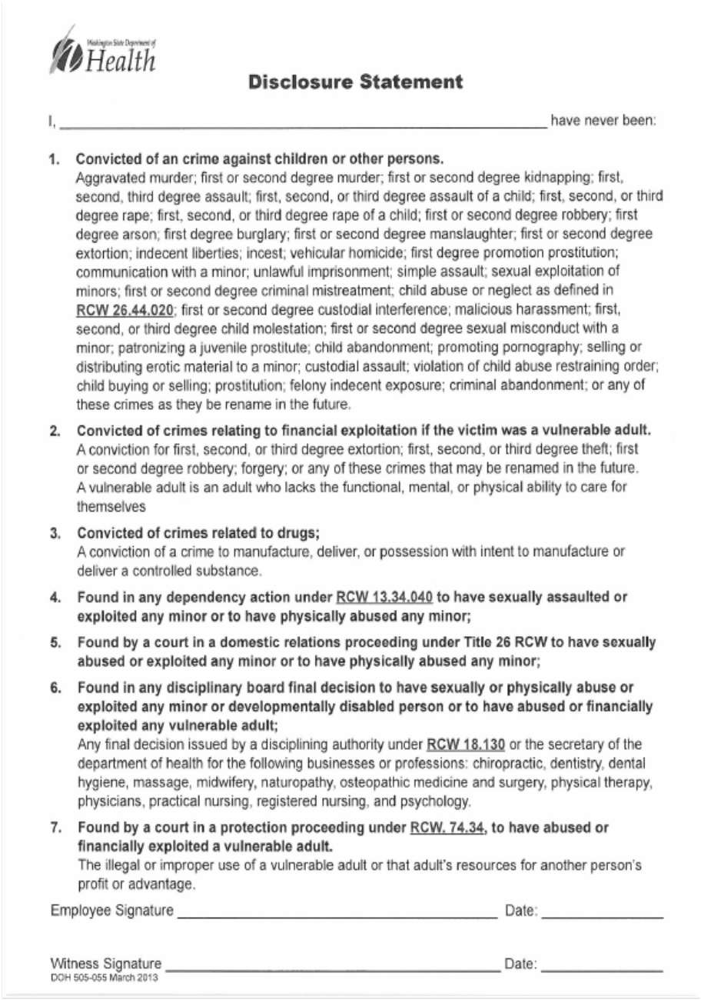 Washington State Department of
Health
Disclosure Statement
I, have never been:
1. Convicted of an crime against children or other persons.
Aggravated murder; first or second degree murder; first or second degree kidnapping; first,
second, third degree assault; first, second, or third degree assault of a child; first, second, or third
degree rape; first, second, or third degree rape of a child; first or second degree robbery; first
degree arson; first degree burglary; first or second degree manslaughter; first or second degree
extortion; indecent liberties; incest; vehicular homicide; first degree promotion prostitution;
communication with a minor; unlawful imprisonment; simple assault; sexual exploitation of
minors; first or second degree criminal mistreatment; child abuse or neglect as defined in
RCW 26.44.020; first or second degree custodial interference; malicious harassment; first,
second, or third degree child molestation; first or second degree sexual misconduct with a
minor; patronizing a juvenile prostitute; child abandonment; promoting pornography; selling or
distributing erotic material to a minor; custodial assault; violation of child abuse restraining order;
child buying or selling; prostitution; felony indecent exposure; criminal abandonment; or any of
these crimes as they be rename in the future.
2. Convicted of crimes relating to financial exploitation if the victim was a vulnerable adult.
A conviction for first, second, or third degree extortion; first, second, or third degree theft; first
or second degree robbery; forgery; or any of these crimes that may be renamed in the future.
A vulnerable adult is an adult who lacks the functional, mental, or physical ability to care for
themselves
3. Convicted of crimes related to drugs;
A conviction of a crime to manufacture, deliver, or possession with intent to manufacture or
deliver a controlled substance.
4. Found in any dependency action under RCW 13.34.040 to have sexually assaulted or
exploited any minor or to have physically abused any minor;
5. Found by a court in a domestic relations proceeding under Title 26 RCW to have sexually
abused or exploited any minor or to have physically abused any minor;
6. Found in any disciplinary board final decision to have sexually or physically abuse or
exploited any minor or developmentally disabled person or to have abused or financially
exploited any vulnerable adult;
Any final decision issued by a disciplining authority under RCW 18.130 or the secretary of the
department of health for the following businesses or professions: chiropractic, dentistry, dental
hygiene, massage, midwifery, naturopathy, osteopathic medicine and surgery, physical therapy,
physicians, practical nursing, registered nursing, and psychology.
7. Found by a court in a protection proceeding under RCW. 74.34, to have abused or
financially exploited a vulnerable adult.
The illegal or improper use of a vulnerable adult or that adult's resources for another person's
profit or advantage.
Employee Signature Date:
Witness Signature Date:
DOH 505-055 March 2013